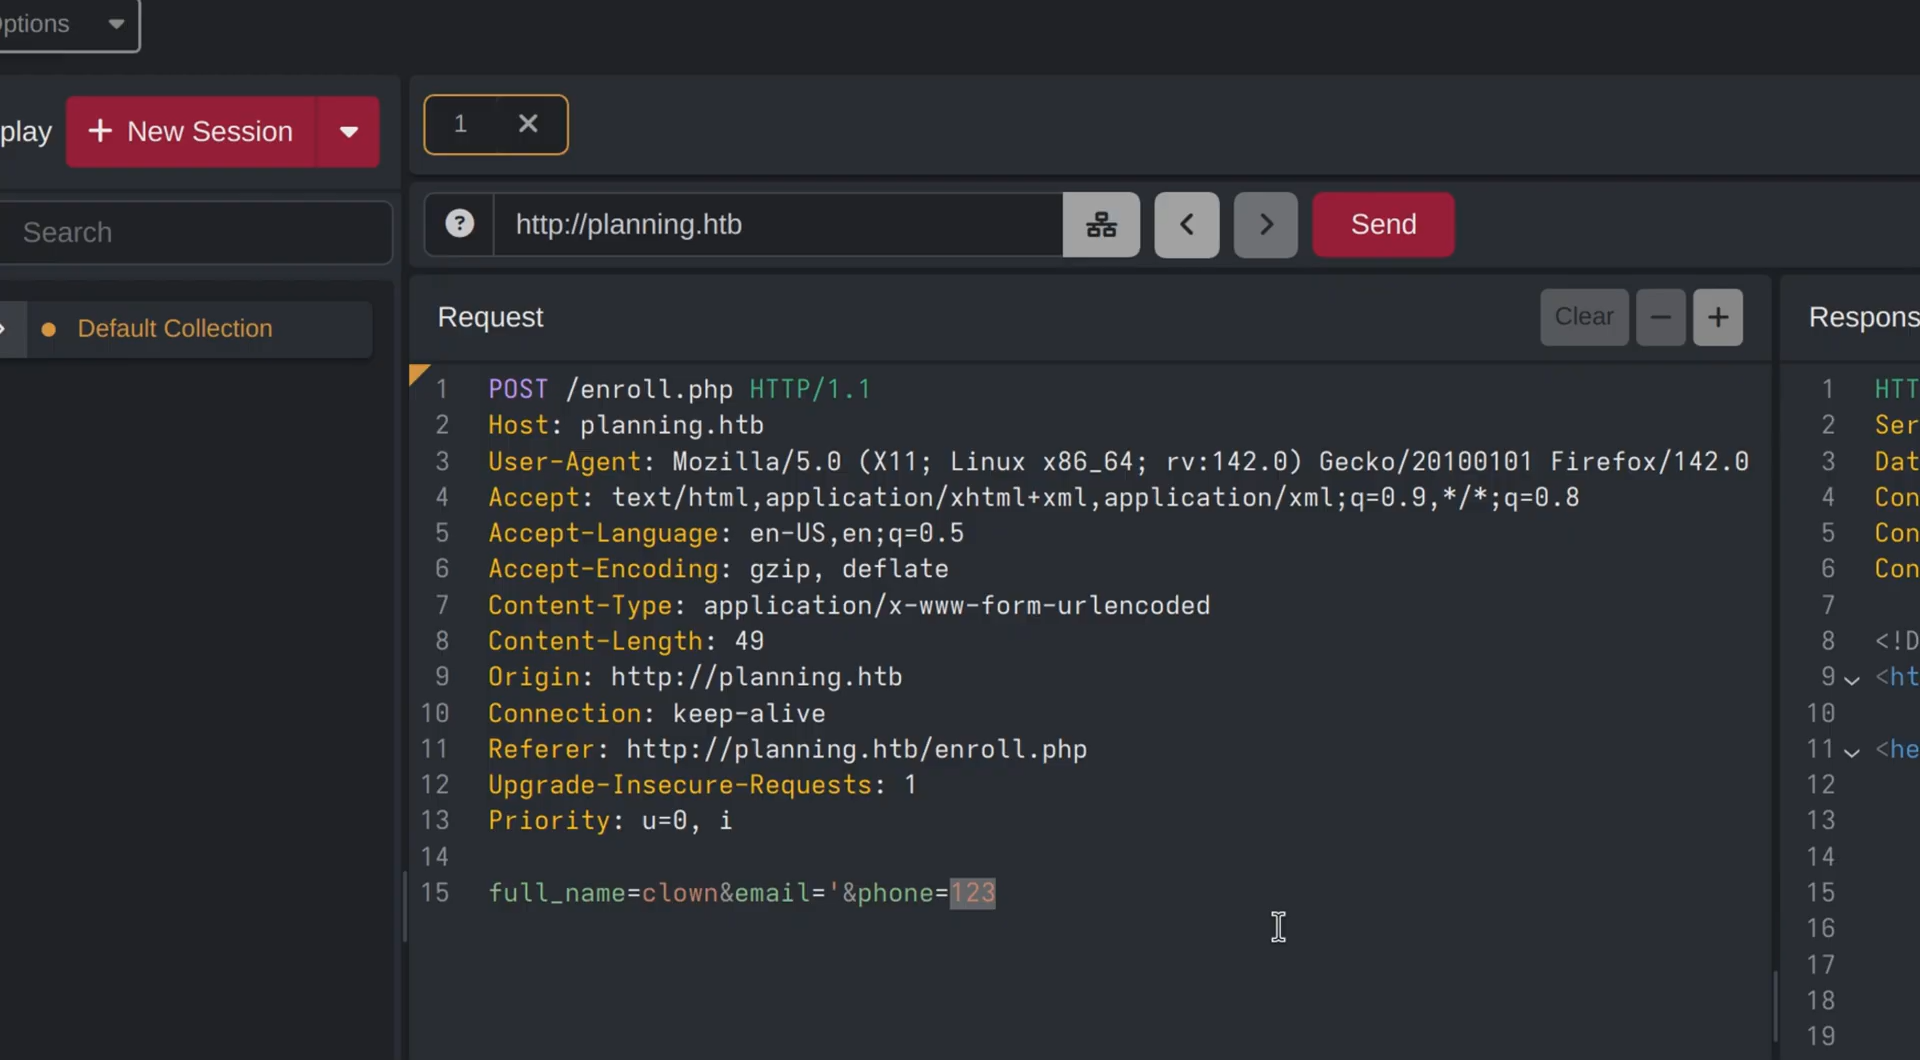 ptions
play
+ New Session
1 ×
Search
? http://planning.htb < > Send
Default Collection
Request
Clear − +
Respons
1 POST /enroll.php HTTP/1.1
2 Host: planning.htb
3 User-Agent: Mozilla/5.0 (X11; Linux x86_64; rv:142.0) Gecko/20100101 Firefox/142.0
4 Accept: text/html,application/xhtml+xml,application/xml;q=0.9,*/*;q=0.8
5 Accept-Language: en-US,en;q=0.5
6 Accept-Encoding: gzip, deflate
7 Content-Type: application/x-www-form-urlencoded
8 Content-Length: 49
9 Origin: http://planning.htb
10 Connection: keep-alive
11 Referer: http://planning.htb/enroll.php
12 Upgrade-Insecure-Requests: 1
13 Priority: u=0, i
14
15 full_name=clown&email='&phone=123
1 HTT
2 Ser
3 Dat
4 Con
5 Con
6 Con
7
8 <!D
9 <ht
10
11 <he
12
13
14
15
16
17
18
19